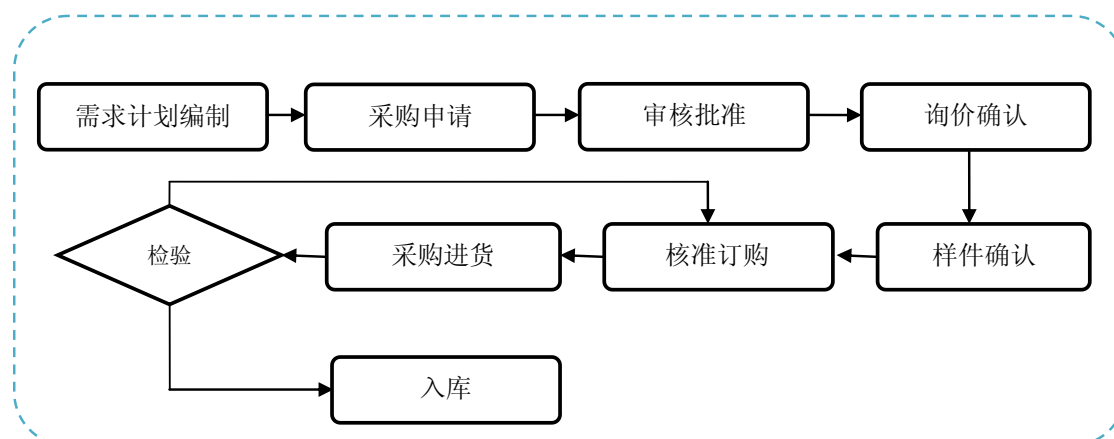 需求计划编制
采购申请
审核批准
询价确认
样件确认
核准订购
采购进货
检验
入库